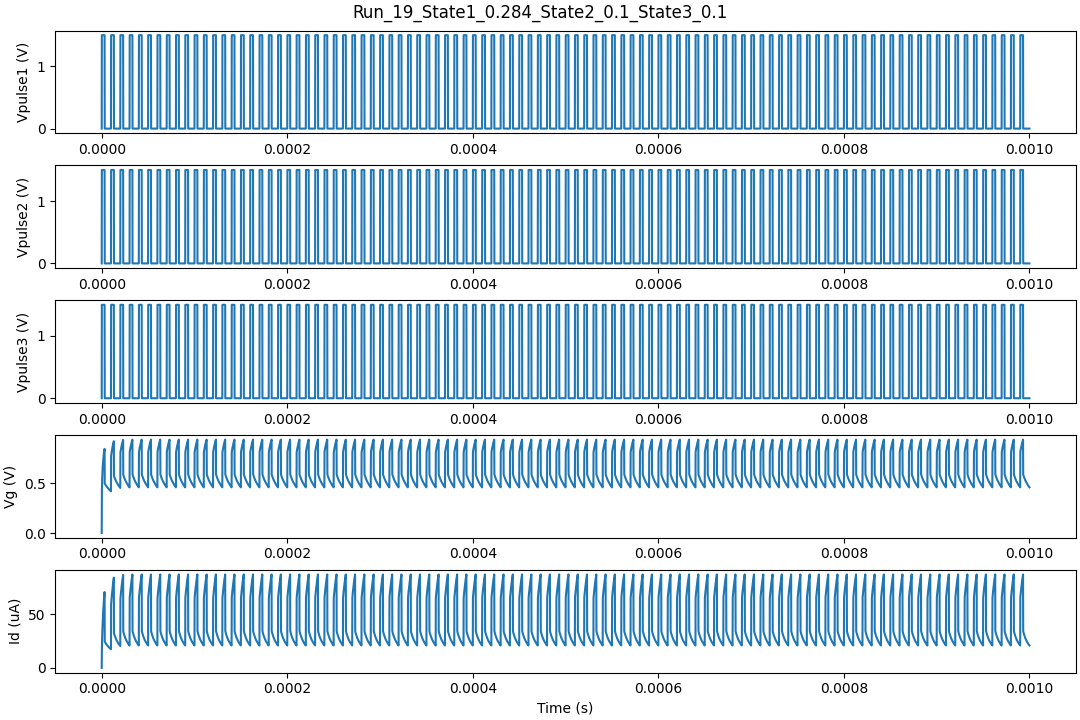 Run_19_State1_0.284_State2_0.1_State3_0.1
Vpulse1 (V)
1
0
0.0000 0.0002 0.0004 0.0006 0.0008 0.0010
Vpulse2 (V)
1
0
0.0000 0.0002 0.0004 0.0006 0.0008 0.0010
Vpulse3 (V)
1
0
0.0000 0.0002 0.0004 0.0006 0.0008 0.0010
Vg (V)
0.5
0.0
0.0000 0.0002 0.0004 0.0006 0.0008 0.0010
Id (uA)
50
0
0.0000 0.0002 0.0004 0.0006 0.0008 0.0010
Time (s)